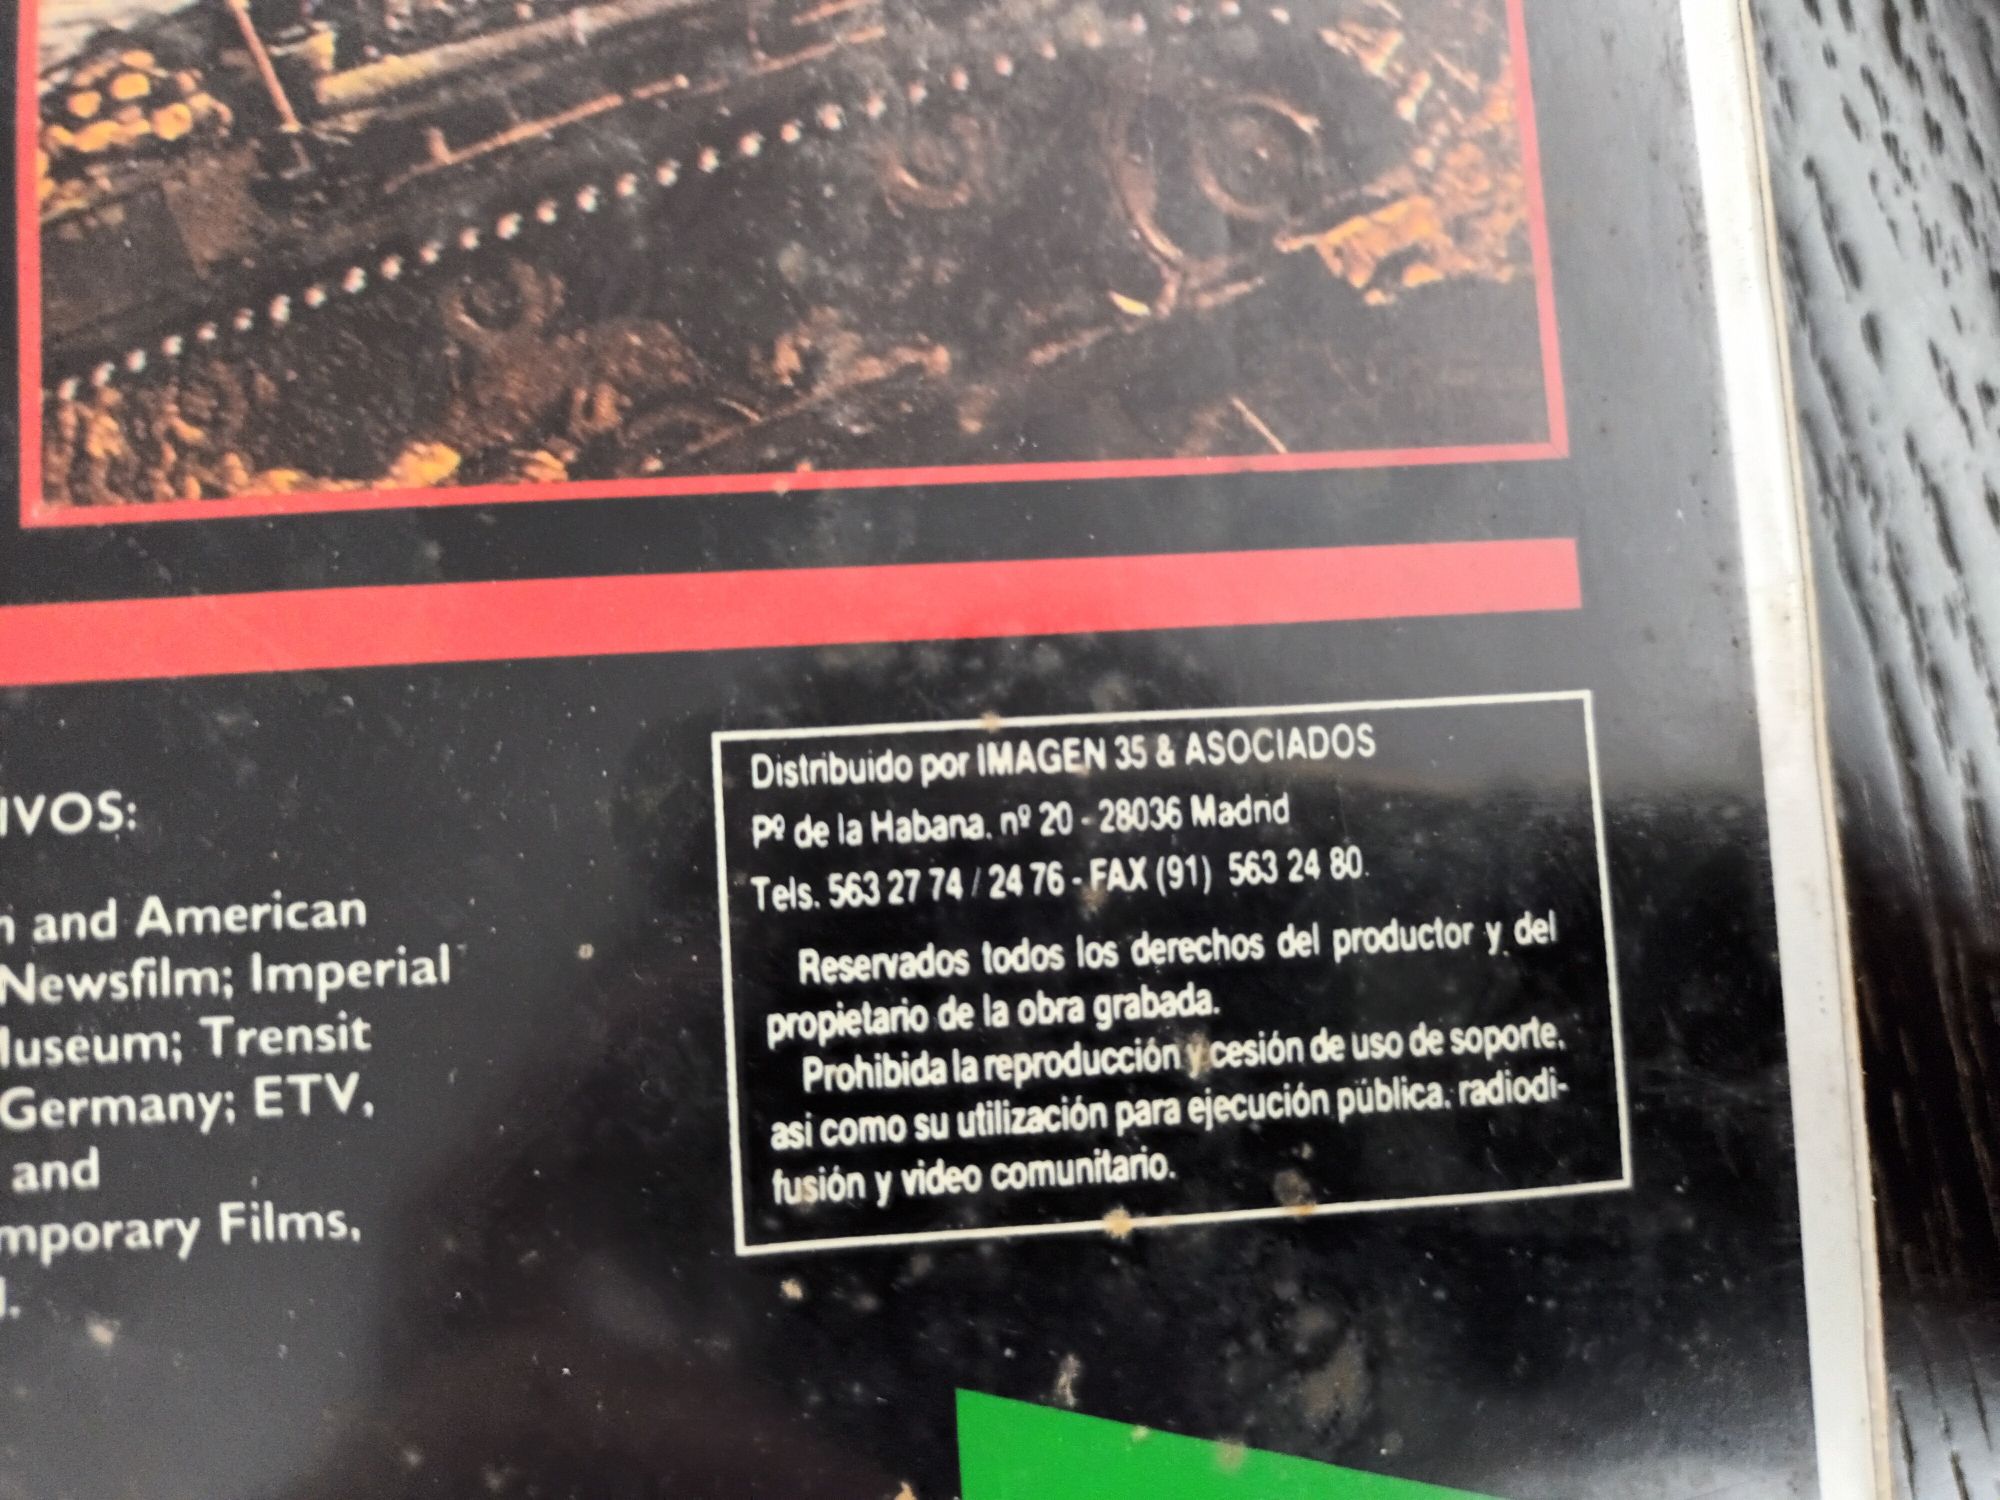 IVOS:
and American
Newsfilm; Imperial
Museum; Trensit
Germany; ETV,
and
mporary Films,
Distribuido por IMAGEN 35 & ASOCIADOS
Pº de la Habana, nº 20 - 28036 Madrid
Tels. 563 27 74 / 24 76 - FAX (91) 563 24 80.
Reservados todos los derechos del productor y del
propietario de la obra grabada.
Prohibida la reproducción y cesión de uso de soporte,
asi como su utilización para ejecución pública, radiodi-
fusión y video comunitario.